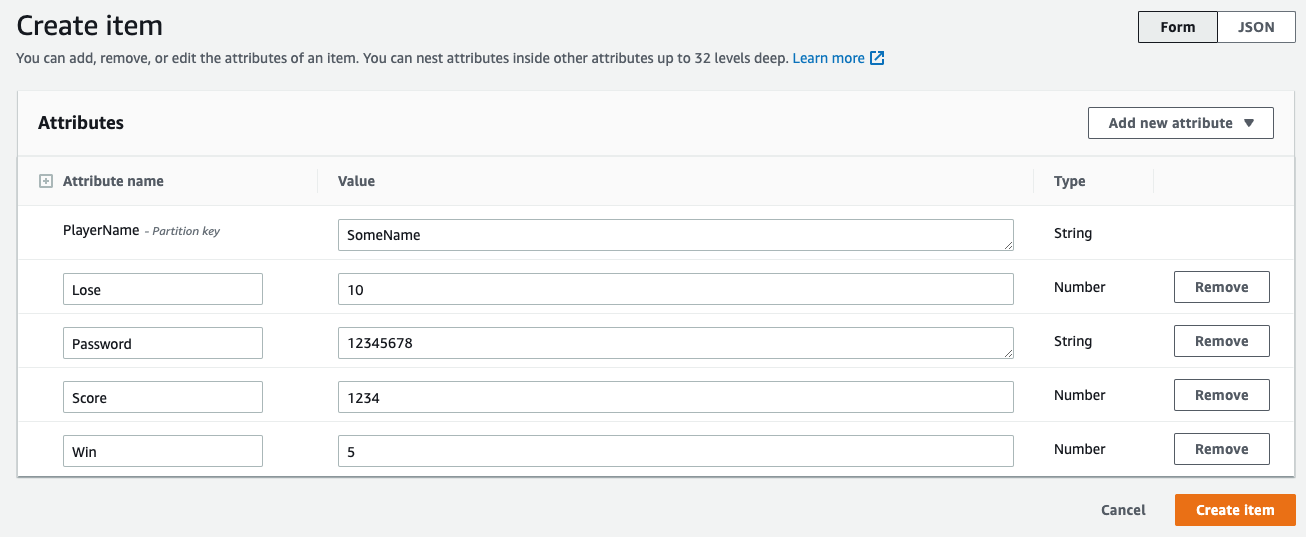 Create item
Form JSON
You can add, remove, or edit the attributes of an item. You can nest attributes inside other attributes up to 32 levels deep. Learn more
Attributes
Add new attribute
Attribute name Value Type
PlayerName - Partition key SomeName String
Lose 10 Number Remove
Password 12345678 String Remove
Score 1234 Number Remove
Win 5 Number Remove
Cancel Create item